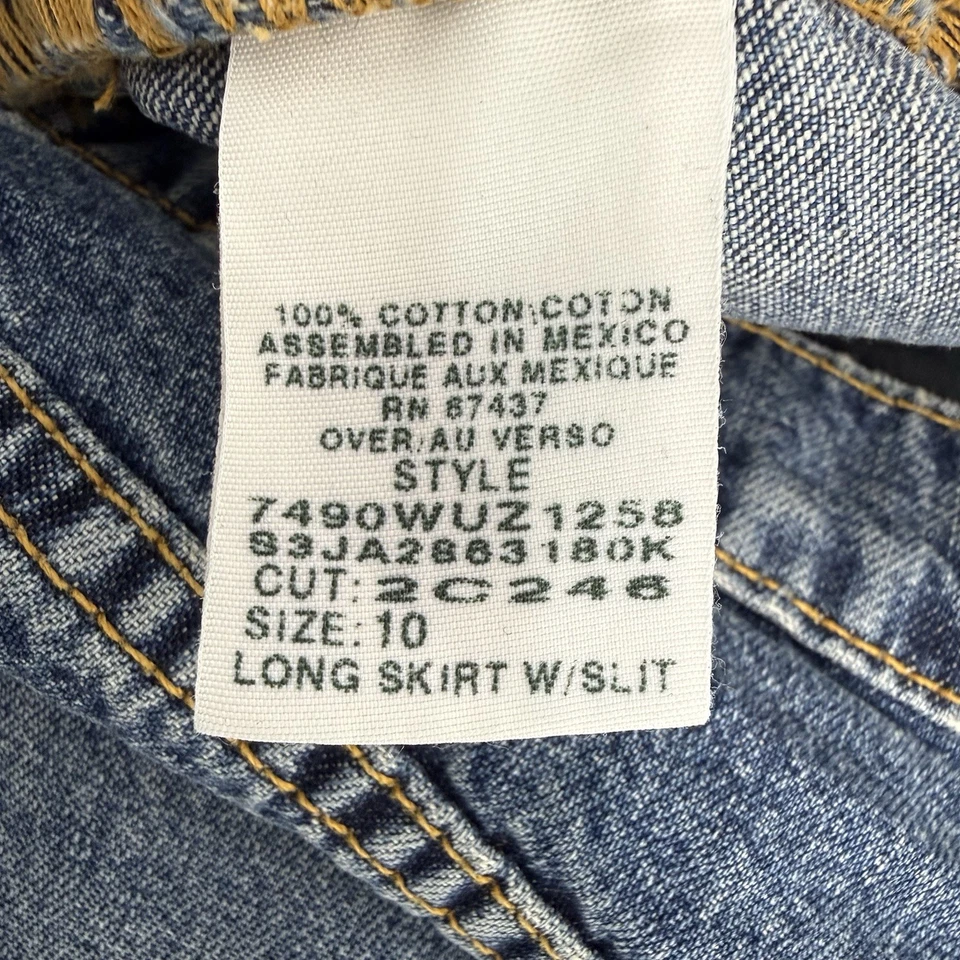 100% COTTON\COTON
ASSEMBLED IN MEXICO
FABRIQUE AUX MEXIQUE
RN 87437
OVER/AU VERSO
STYLE
7490WUZ1258
S3JA2883180K
CUT: 2C246
SIZE: 10
LONG SKIRT W/SLIT